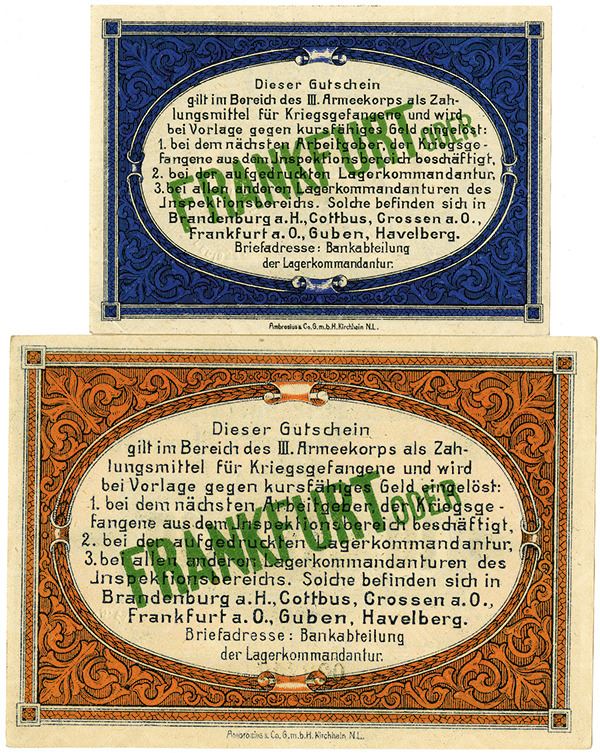 Dieser Gutschein
gilt im Bereich des III. Armeekorps als Zah-
lungsmittel für Kriegsgefangene und wird
bei Vorlage gegen kursfähiges Geld eingelöst:
1. bei dem nächsten Arbeitgeber der Kriegsge-
fangene aus dem Inspektionsbereich beschäftigt,
2. bei der aufgedruckten Lagerkommandantur,
3. bei allen anderen Lagerkommandanturen des
Inspektionsbereichs. Solche befinden sich in
Brandenburg a. H., Cottbus, Crossen a. O.,
Frankfurt a. O., Guben, Havelberg.
Briefadresse: Bankabteilung
der Lagerkommandantur.
FRANKFURT ODER
Ambrosius & Co. G. m. b. H. Kirchhain N. L.
Dieser Gutschein
gilt im Bereich des III. Armeekorps als Zah-
lungsmittel für Kriegsgefangene und wird
bei Vorlage gegen kursfähiges Geld eingelöst:
1. bei dem nächsten Arbeitgeber der Kriegsge-
fangene aus dem Inspektionsbereich beschäftigt,
2. bei der aufgedruckten Lagerkommandantur,
3. bei allen anderen Lagerkommandanturen des
Inspektionsbereichs. Solche befinden sich in
Brandenburg a. H., Cottbus, Crossen a. O.,
Frankfurt a. O., Guben, Havelberg.
Briefadresse: Bankabteilung
der Lagerkommandantur.
FRANKFURT ODER
Ambrosius & Co. G. m. b. H. Kirchhain N. L.